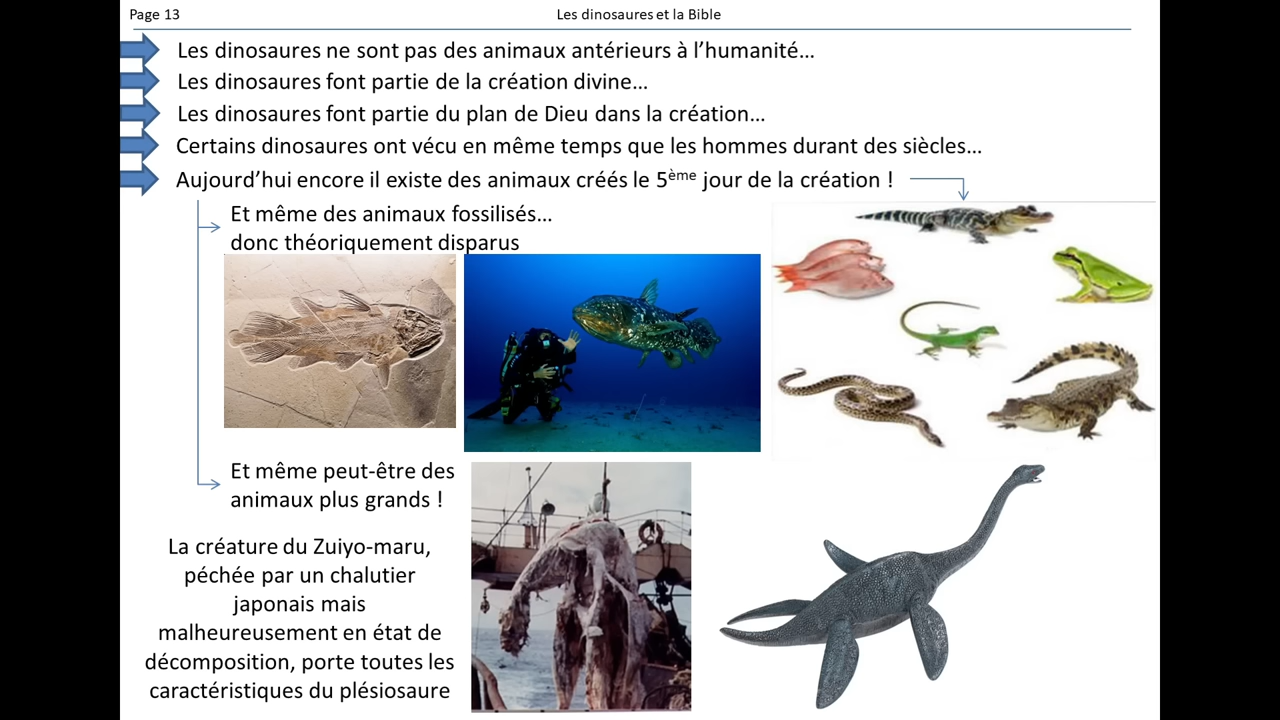 Page 13
Les dinosaures et la Bible
Les dinosaures ne sont pas des animaux antérieurs à l’humanité…
Les dinosaures font partie de la création divine…
Les dinosaures font partie du plan de Dieu dans la création…
Certains dinosaures ont vécu en même temps que les hommes durant des siècles…
Aujourd’hui encore il existe des animaux créés le 5ème jour de la création !
Et même des animaux fossilisés…
donc théoriquement disparus
Et même peut-être des
animaux plus grands !
La créature du Zuiyo-maru,
péchée par un chalutier
japonais mais
malheureusement en état de
décomposition, porte toutes les
caractéristiques du plésiosaure